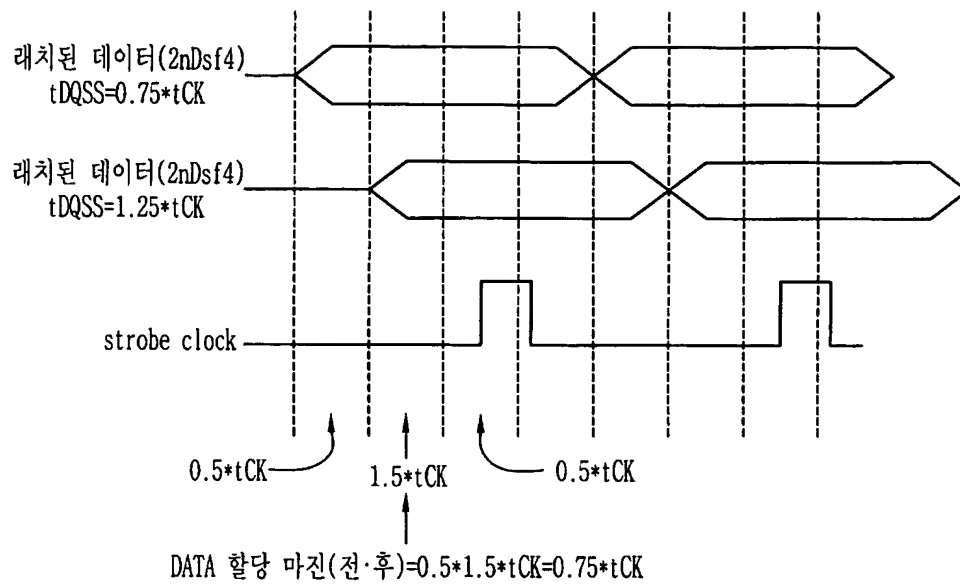 래치된 데이터(2nDsf4)
tDQSS=0.75*tCK
래치된 데이터(2nDsf4)
tDQSS=1.25*tCK
strobe clock
0.5*tCK
1.5*tCK
0.5*tCK
DATA 할당 마진(전·후)=0.5*1.5*tCK=0.75*tCK